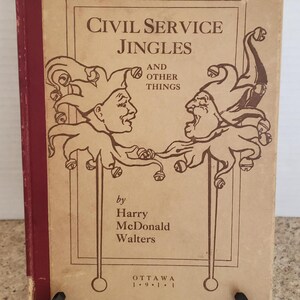 CIVIL SERVICE
JINGLES
AND
OTHER
THINGS
by
Harry
McDonald
Walters
OTTAWA